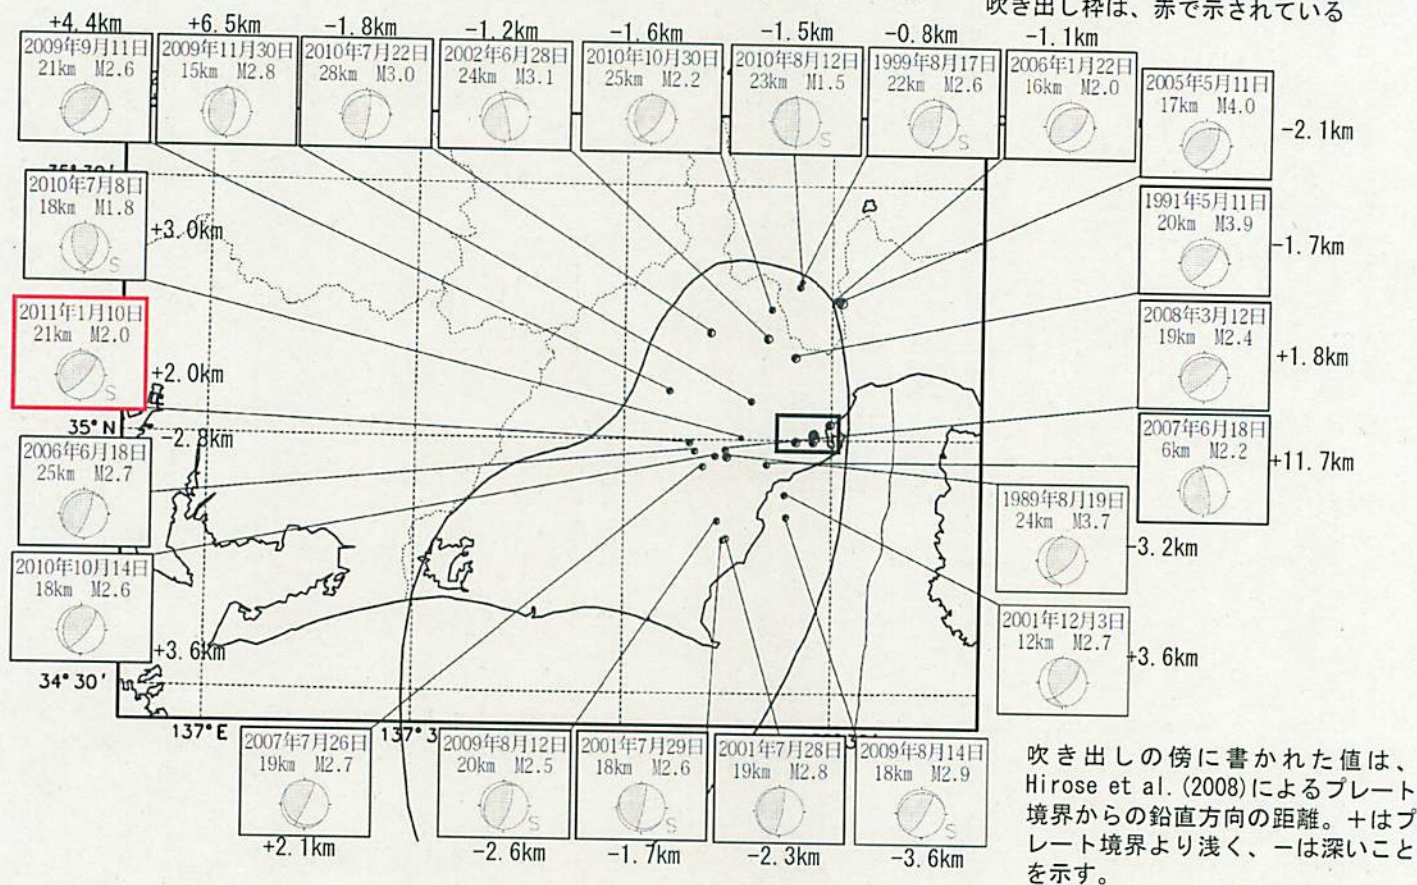 吹き出し枠は、赤で示されている
+4.4km
+6.5km
-1.8km
-1.2km
-1.6km
-1.5km
-0.8km
-1.1km
2009年9月11日
21km M2.6
2009年11月30日
15km M2.8
2010年7月22日
28km M3.0
2002年6月28日
24km M3.1
2010年10月30日
25km M2.2
2010年8月12日
23km M1.5
S
1999年8月17日
22km M2.6
S
2006年1月22日
16km M2.0
2005年5月11日
17km M4.0
-2.1km
2010年7月8日
18km M1.8
S
+3.0km
1991年5月11日
20km M3.9
-1.7km
2011年1月10日
21km M2.0
S
+2.0km
2008年3月12日
19km M2.4
+1.8km
35°N
-2.8km
2006年6月18日
25km M2.7
2007年6月18日
6km M2.2
+11.7km
1989年8月19日
24km M3.7
-3.2km
2010年10月14日
18km M2.6
+3.6km
2001年12月3日
12km M2.7
+3.6km
34°30'
137°E
137°3
2007年7月26日
19km M2.7
+2.1km
2009年8月12日
20km M2.5
S
-2.6km
2001年7月29日
18km M2.6
S
-1.7km
2001年7月28日
19km M2.8
-2.3km
2009年8月14日
18km M2.9
S
-3.6km
吹き出しの傍に書かれた値は、
Hirose et al.(2008)によるプレート
境界からの鉛直方向の距離。＋はプ
レート境界より浅く、－は深いこと
を示す。